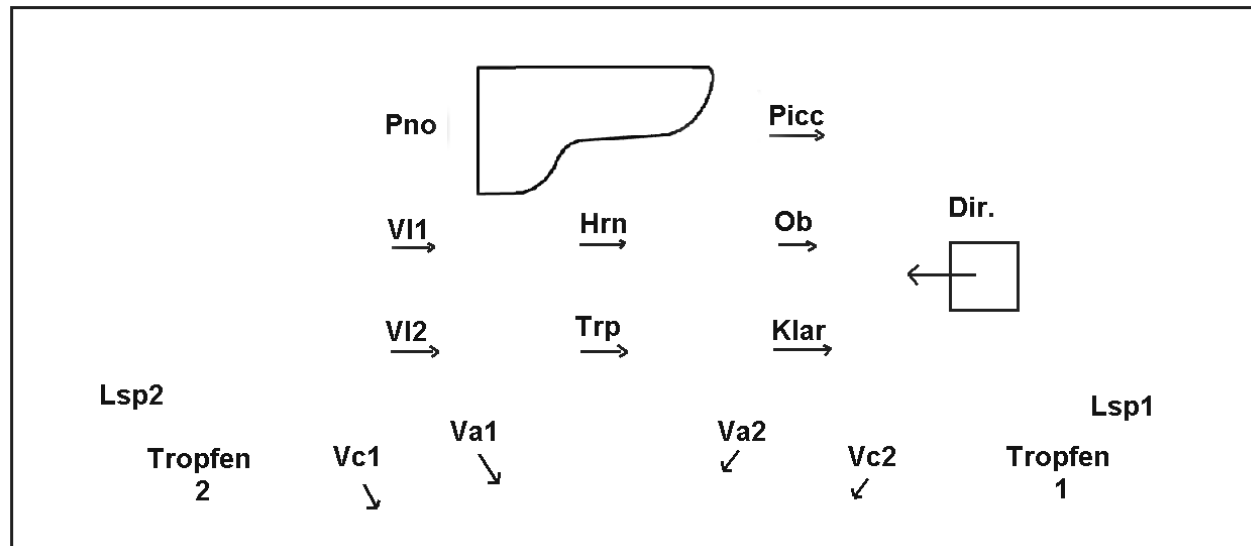 Pno
Picc
Vl1
Hrn
Ob
Dir.
Vl2
Trp
Klar
Lsp2
Lsp1
Va1
Va2
Tropfen
2
Vc1
Vc2
Tropfen
1